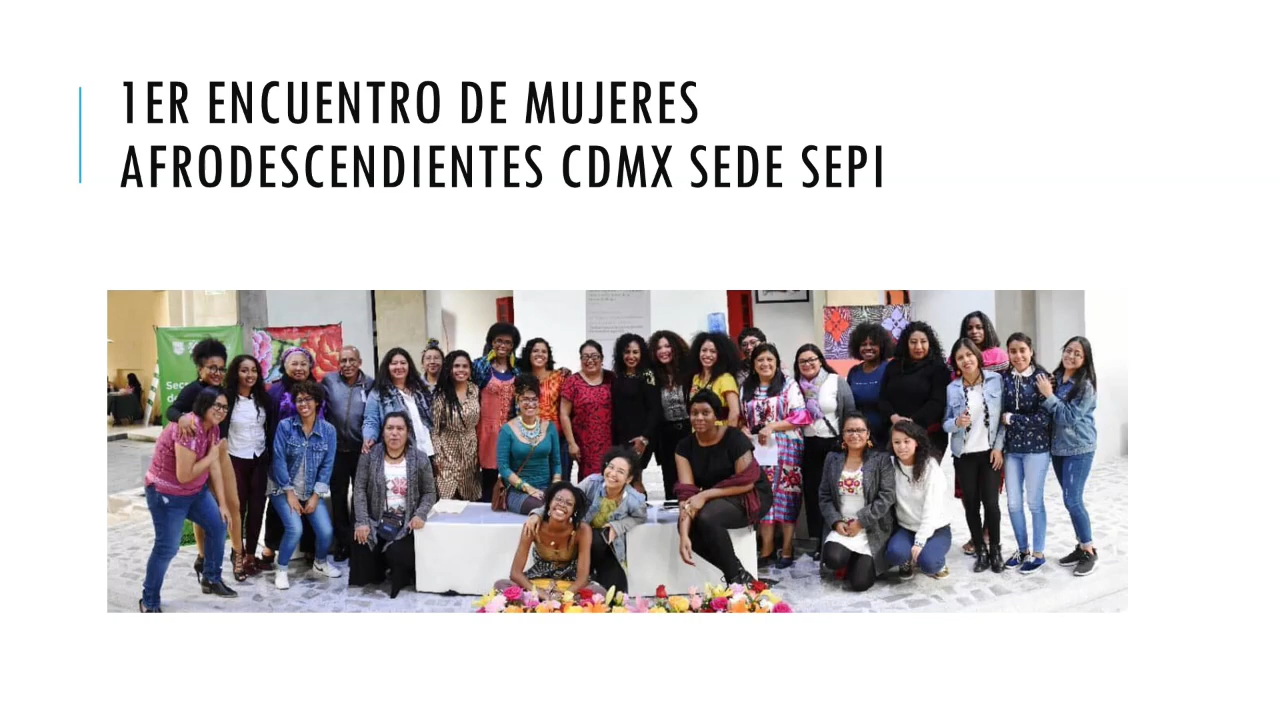 1ER ENCUENTRO DE MUJERES
AFRODESCENDIENTES CDMX SEDE SEPI